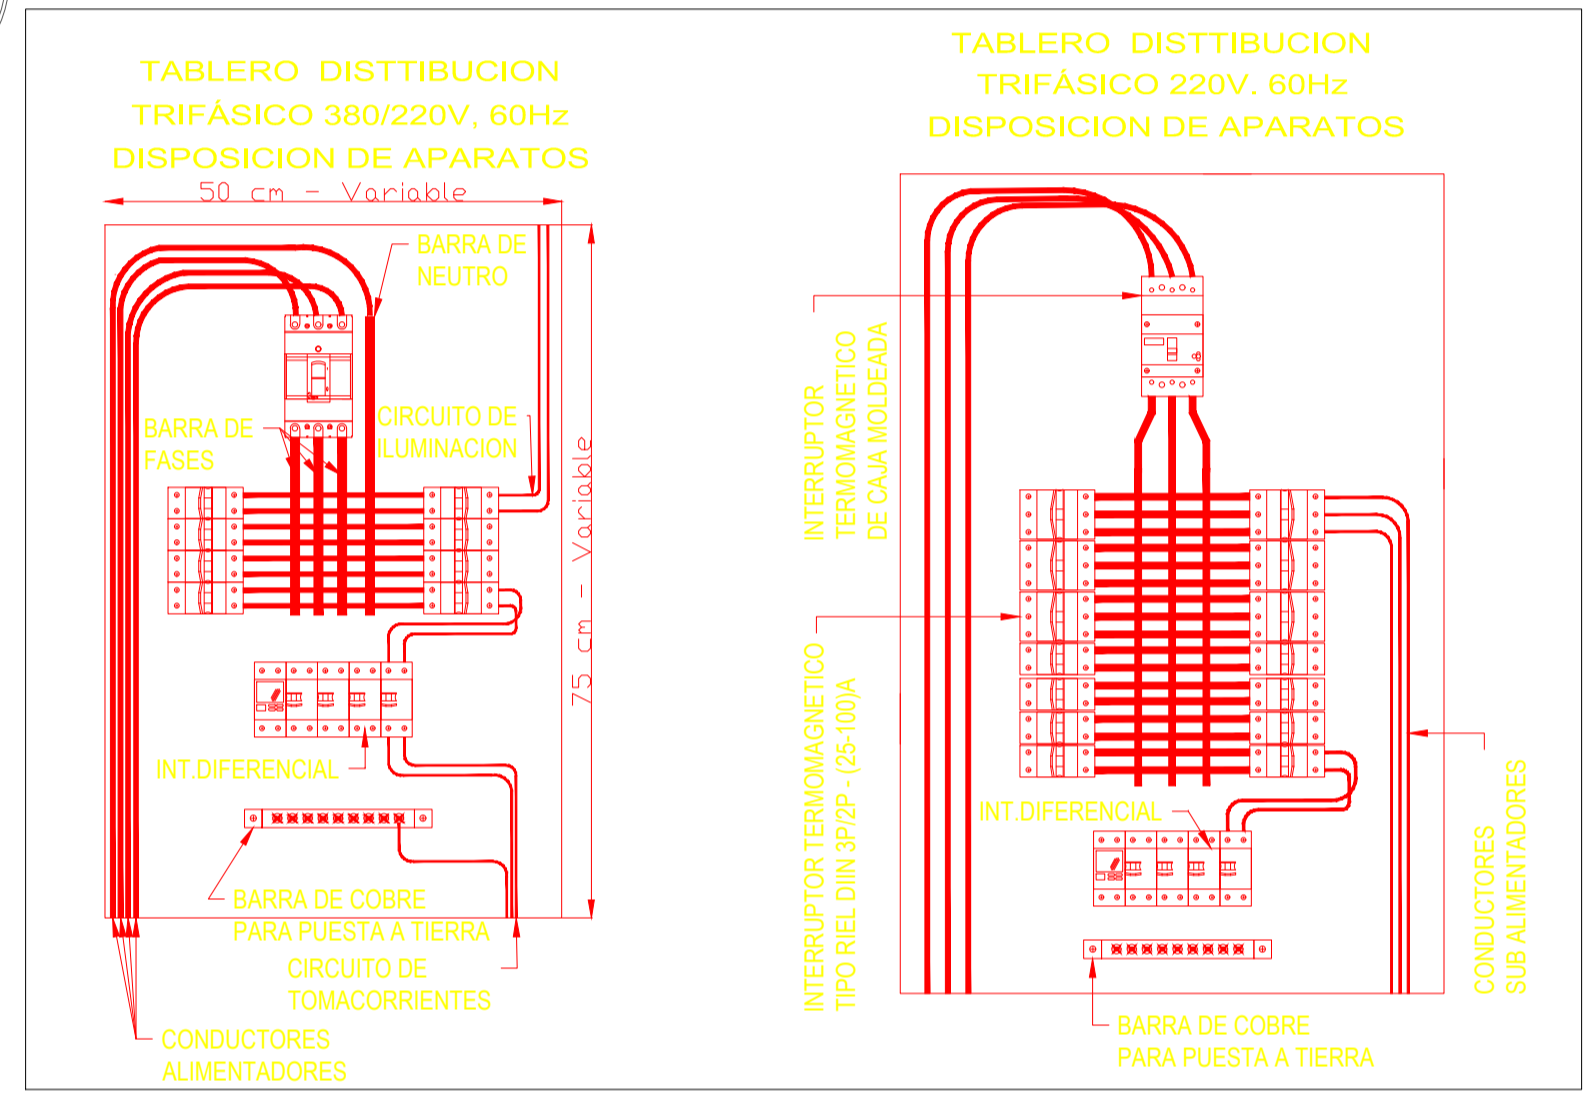 TABLERO DISTTIBUCION
TRIFÁSICO 380/220V, 60Hz
DISPOSICION DE APARATOS
50 cm - Variable
BARRA DE
NEUTRO
BARRA DE
FASES
CIRCUITO DE
ILUMINACION
75 cm - Variable
INT.DIFERENCIAL
BARRA DE COBRE
PARA PUESTA A TIERRA
CIRCUITO DE
TOMACORRIENTES
CONDUCTORES
ALIMENTADORES
TABLERO DISTTIBUCION
TRIFÁSICO 220V. 60Hz
DISPOSICION DE APARATOS
INTERRUPTOR
TERMOMAGNETICO
DE CAJA MOLDEADA
INTERRUPTOR TERMOMAGNETICO
TIPO RIEL DIIN 3P/2P - (25-100)A
INT.DIFERENCIAL
CONDUCTORES
SUB ALIMENTADORES
BARRA DE COBRE
PARA PUESTA A TIERRA